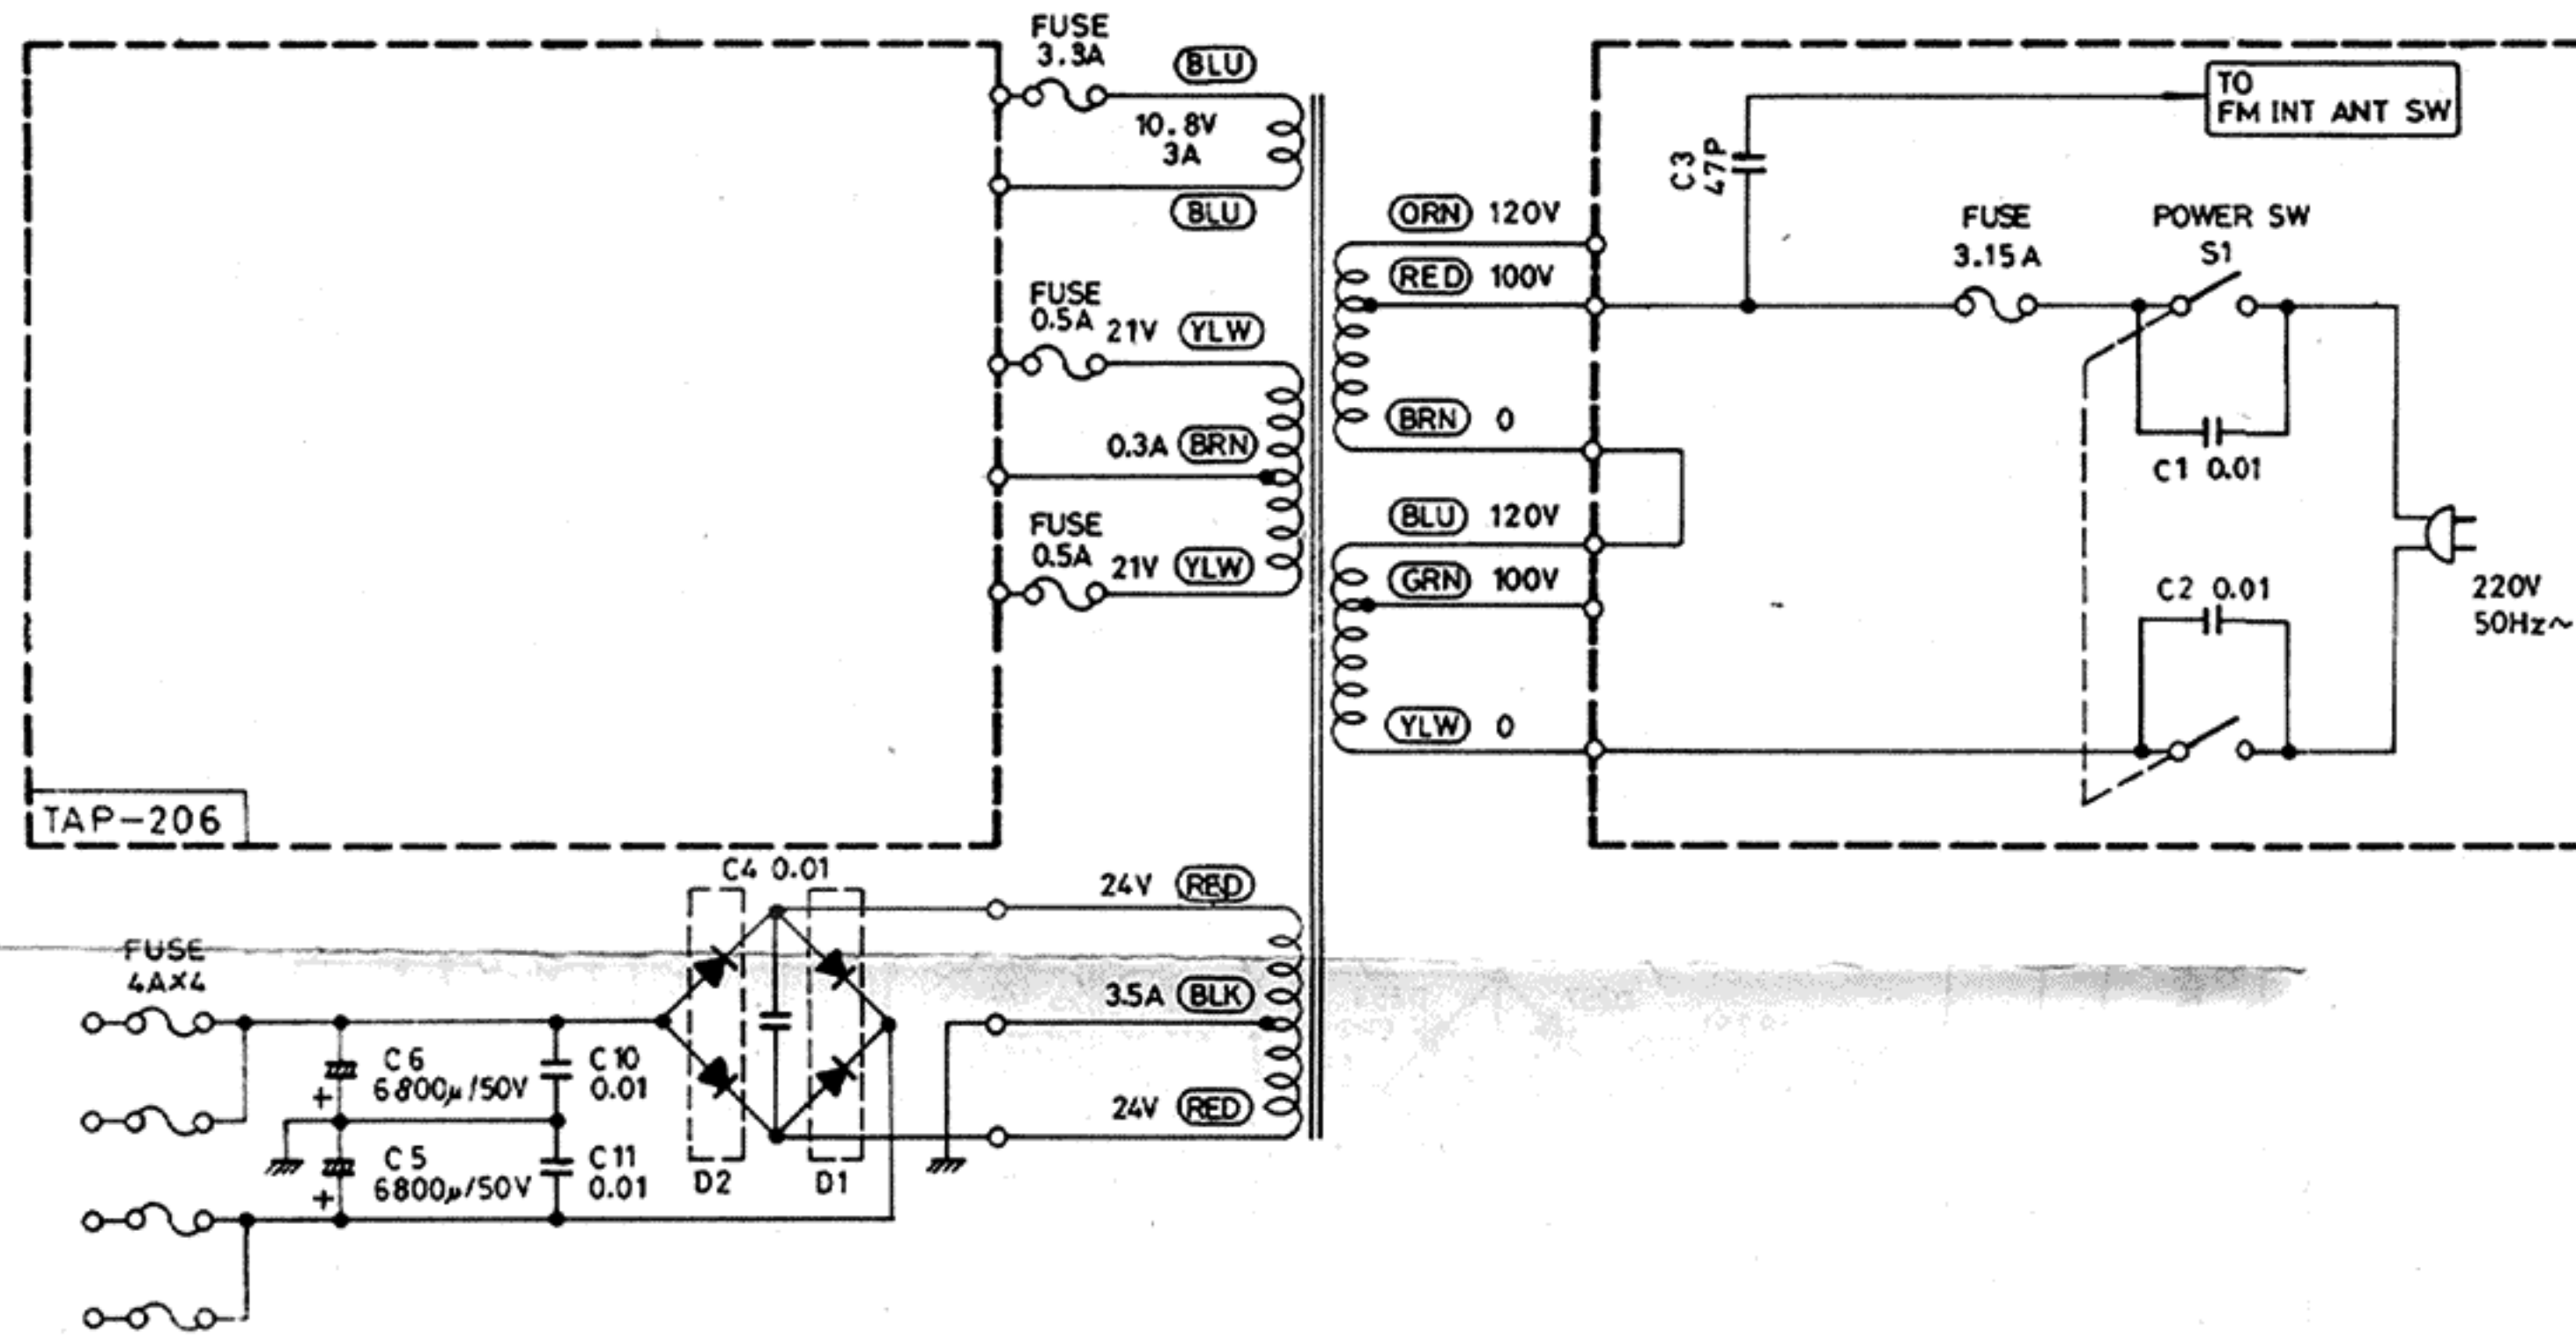 FUSE
3.3A
BLU
10.8V
3A
BLU
FUSE
0.5A
21V YLW
0.3A BRN
FUSE
0.5A
21V YLW
TAP-206
TO
FM INT ANT SW
C3
47P
ORN 120V
RED 100V
BRN 0
BLU 120V
GRN 100V
YLW 0
FUSE
3.15A
POWER SW
S1
C1 0.01
C2 0.01
220V
50Hz~
C4 0.01
24V RED
3.5A BLK
24V RED
FUSE
4A×4
C6
6800μ/50V
+
C10
0.01
C5
6800μ/50V
+
C11
0.01
D2
D1